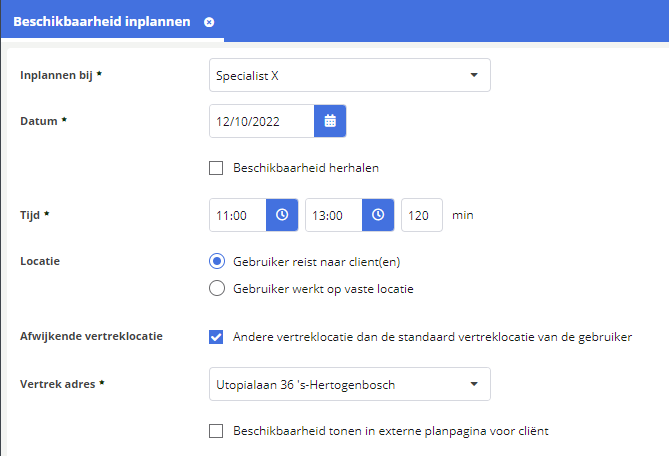 Beschikbaarheid inplannen
Inplannen bij * Specialist X
Datum * 12/10/2022
Beschikbaarheid herhalen
Tijd * 11:00 13:00 120 min
Locatie Gebruiker reist naar client(en)
Gebruiker werkt op vaste locatie
Afwijkende vertreklocatie Andere vertreklocatie dan de standaard vertreklocatie van de gebruiker
Vertrek adres * Utopialaan 36 's-Hertogenbosch
Beschikbaarheid tonen in externe planpagina voor cliënt